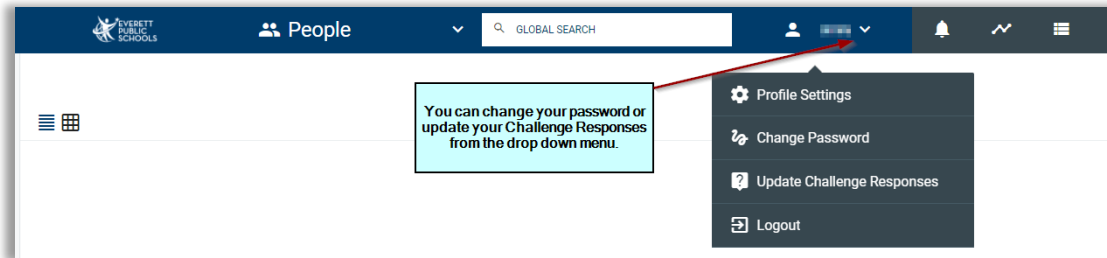 EVERETT
PUBLIC
SCHOOLS
People
GLOBAL SEARCH
You can change your password or
update your Challenge Responses
from the drop down menu.
Profile Settings
Change Password
Update Challenge Responses
Logout